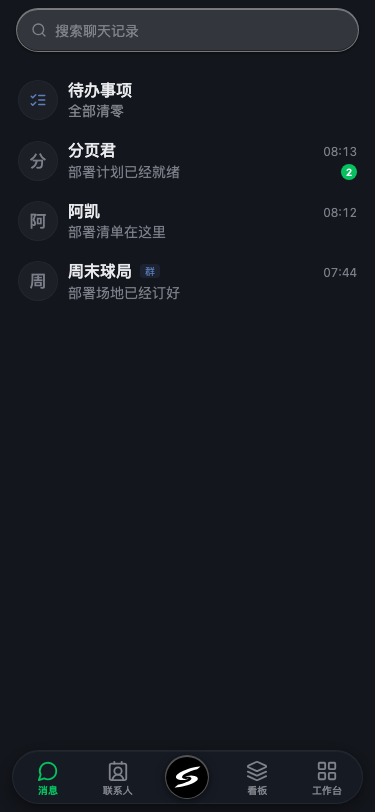 搜索聊天记录
待办事项
全部清零
分
分页君
08:13
部署计划已经就绪
2
阿
阿凯
08:12
部署清单在这里
周
周末球局
群
07:44
部署场地已经订好
消息
联系人
看板
工作台